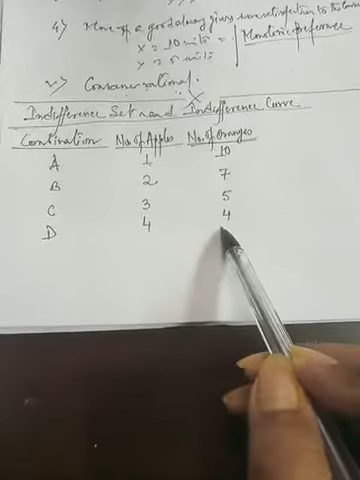 4) More of a good always gives more satisfaction to the
X = 10 units = Monotonic Preference
Y = 5 units
5) Consumer rational.
Indifference Set and Indifference Curve
Combination No. of Apples No. of Oranges
A 1 10
B 2 7
C 3 5
D 4 4